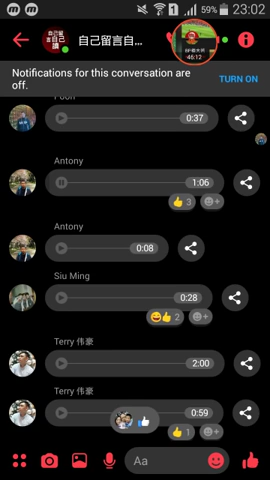 59% 23:02
自己留言自...
46:12
Notifications for this conversation are
off.
TURN ON
0:37
Antony
1:06
3
Antony
0:08
Siu Ming
0:28
2
Terry 伟豪
2:00
Terry 伟豪
0:59
1
Aa